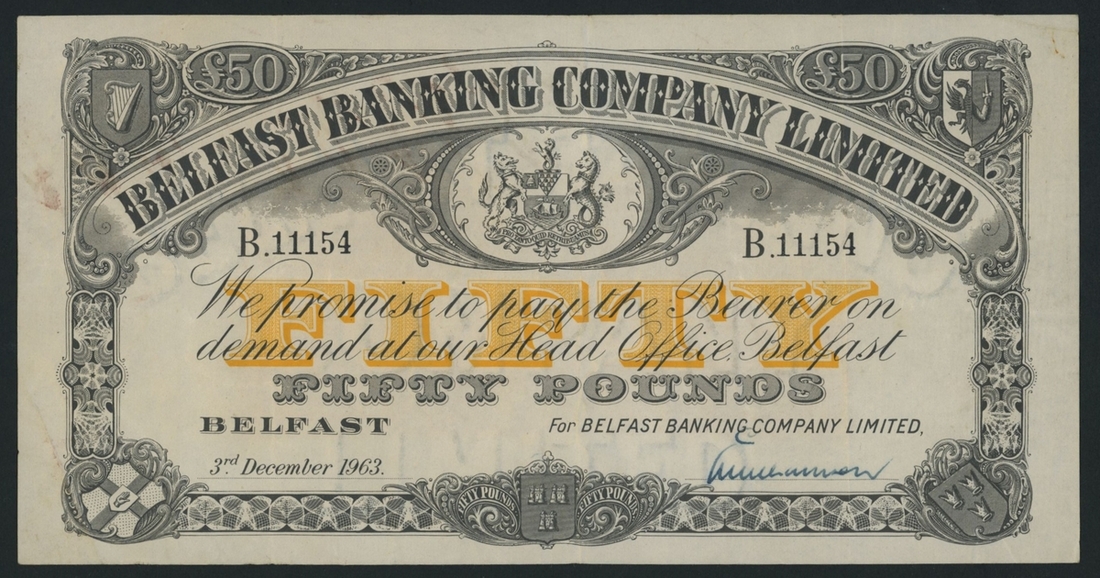 £50 £50
BELFAST BANKING COMPANY LIMITED
B.11154 B.11154
FIFTY
We promise to pay the Bearer on
demand at our Head Office, Belfast
FIFTY POUNDS
BELFAST For BELFAST BANKING COMPANY LIMITED,
3rd December 1963.
FIFTY POUNDS FIFTY POUNDS